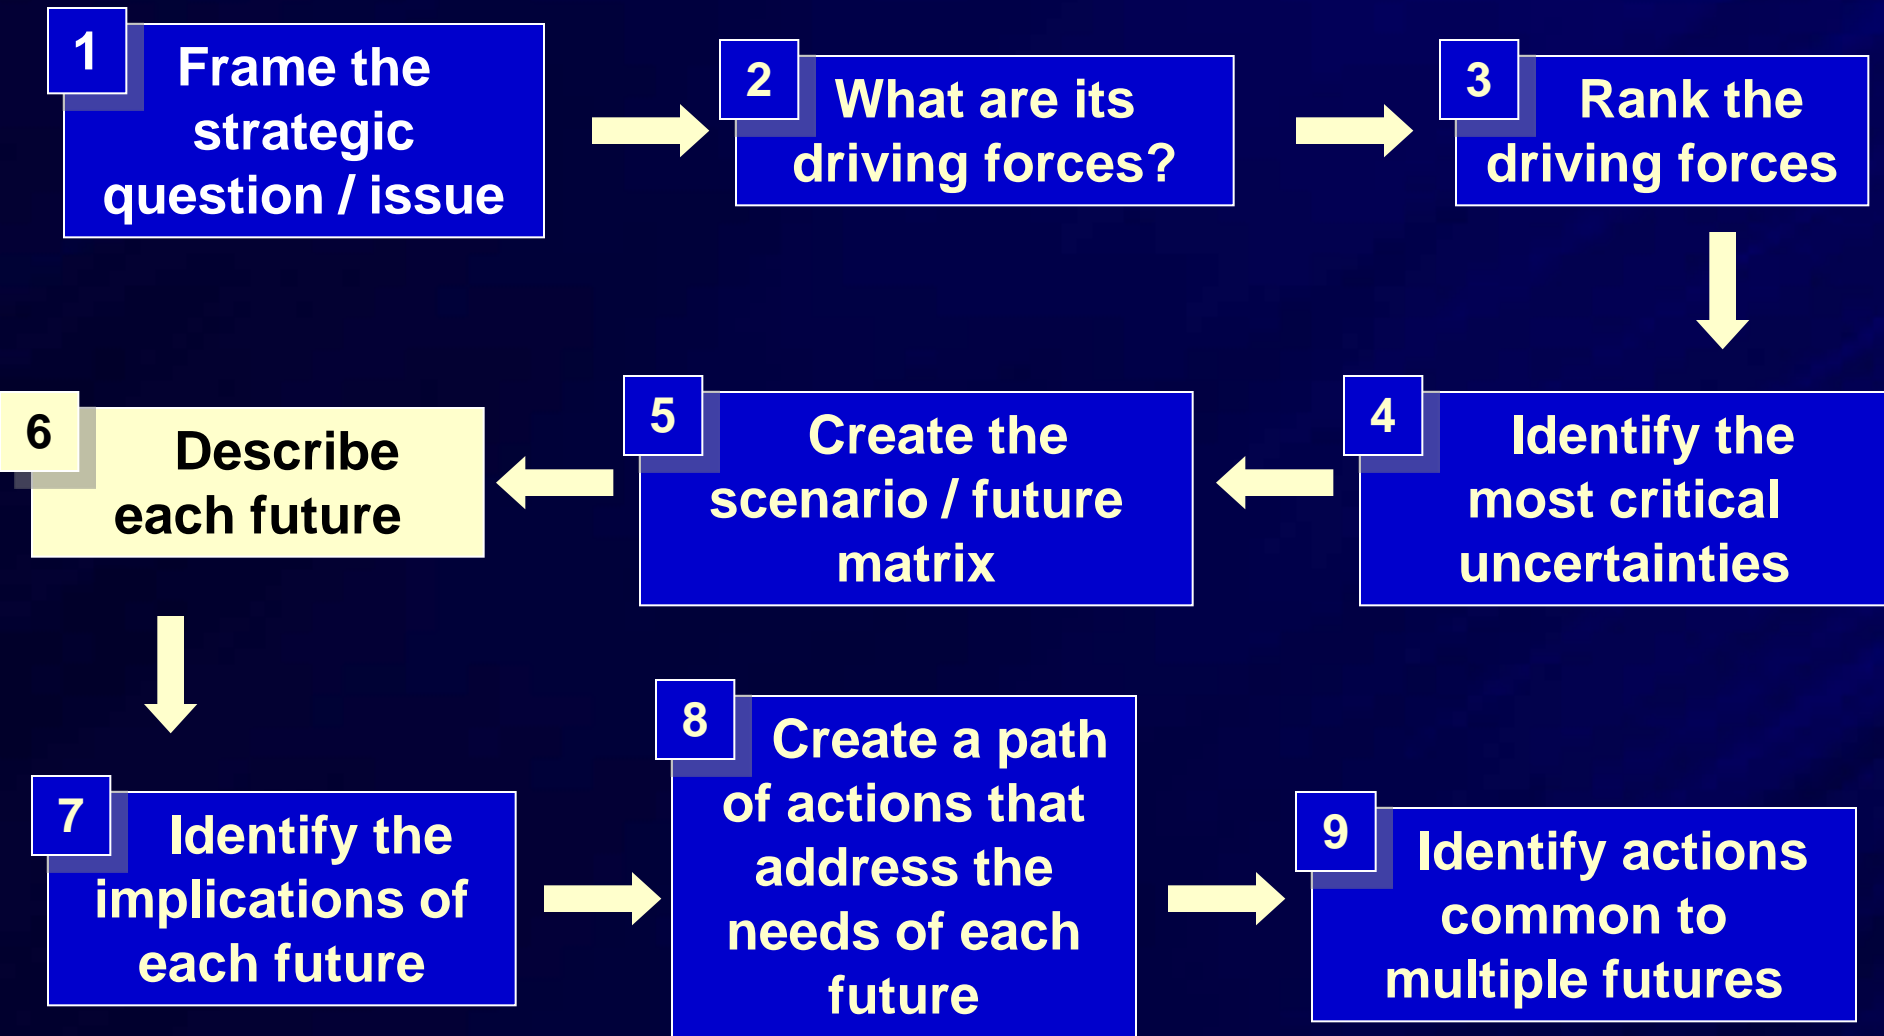 1
Frame the
strategic
question / issue
2
What are its
driving forces?
3
Rank the
driving forces
4
Identify the
most critical
uncertainties
5
Create the
scenario / future
matrix
6
Describe
each future
7
Identify the
implications of
each future
8
Create a path
of actions that
address the
needs of each
future
9
Identify actions
common to
multiple futures